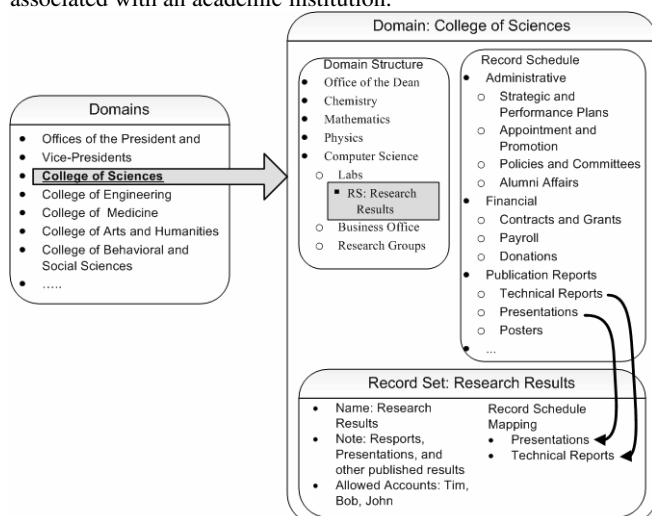 associated with an academic institution.
Domain: College of Sciences
Domains
Offices of the President and
Vice-Presidents
College of Sciences
College of Engineering
College of Medicine
College of Arts and Humanities
College of Behavioral and
Social Sciences
.....
Domain Structure
Office of the Dean
Chemistry
Mathematics
Physics
Computer Science
Labs
RS: Research
Results
Business Office
Research Groups
Record Schedule
Administrative
Strategic and
Performance Plans
Appointment and
Promotion
Policies and Committees
Alumni Affairs
Financial
Contracts and Grants
Payroll
Donations
Publication Reports
Technical Reports
Presentations
Posters
...
Record Set: Research Results
Name: Research
Results
Note: Resports,
Presentations, and
other published results
Allowed Accounts: Tim,
Bob, John
Record Schedule
Mapping
Presentations
Technical Reports